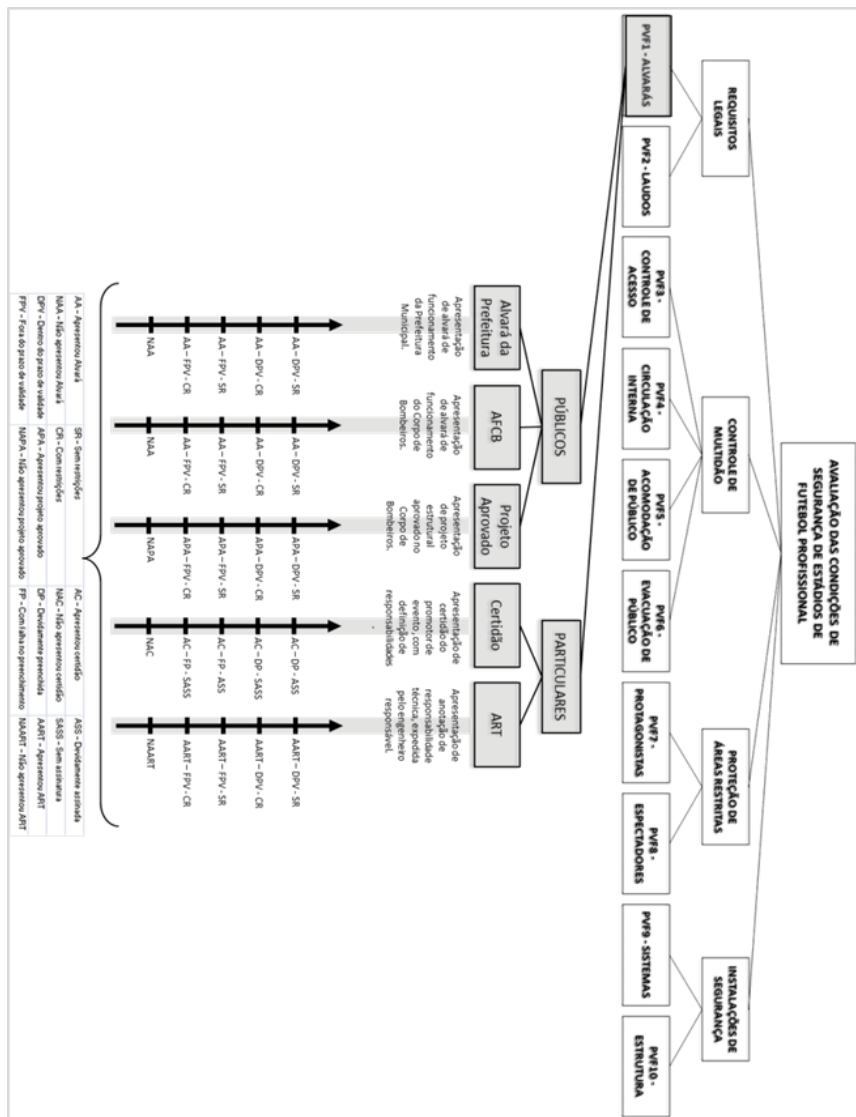 AVALIAÇÃO DAS CONDIÇÕES DE
SEGURANÇA DE ESTÁDIOS DE
FUTEBOL PROFISSIONAL
REQUISITOS
LEGAIS
CONTROLE DE
MULTIDÃO
PROTEÇÃO DE
ÁREAS RESTRITAS
INSTALAÇÕES DE
SEGURANÇA
PVF1 - ALVARÁS
PVF2 - LAUDOS
PVF3 -
CONTROLE DE
ACESSO
PVF4 -
CIRCULAÇÃO
INTERNA
PVF5 -
ACOMODAÇÃO
DE PÚBLICO
PVF6 -
EVACUAÇÃO DE
PÚBLICO
PVF7 -
PROTAGONISTAS
PVF8 -
ESPECTADORES
PVF9 - SISTEMAS
PVF10 -
ESTRUTURA
PÚBLICOS
PARTICULARES
Alvará da
Prefeitura
AFCB
Projeto
Aprovado
Certidão
ART
Apresentação
de alvará de
funcionamento
da Prefeitura
Municipal.
Apresentação
de alvará de
funcionamento
do Corpo de
Bombeiros.
Apresentação
de projeto
estrutural
aprovado no
Corpo de
Bombeiros.
Apresentação de
certidão do
promotor de
evento, com
definição de
responsabilidades
.
Apresentação de
anotação de
responsabilidade
técnica, expedida
pelo engenheiro
responsável.
AA – DPV - SR
AA – DPV - CR
AA – FPV - SR
AA – FPV - CR
NAA
AA – DPV - SR
AA – DPV - CR
AA – FPV - SR
AA – FPV - CR
NAA
APA – DPV - SR
APA – DPV - CR
APA – FPV - SR
APA – FPV - CR
NAPA
AC – DP - ASS
AC – DP - SASS
AC – FP - ASS
AC – FP - SASS
NAC
AART – DPV - SR
AART – DPV - CR
AART – FPV - SR
AART – FPV - CR
NAART
AA – Apresentou Alvará
SR – Sem restrições
AC – Apresentou certidão
ASS – Devidamente assinada
NAA – Não apresentou Alvará
CR – Com restrições
NAC – Não apresentou certidão
SASS – Sem assinatura
DPV – Dentro do prazo de validade
APA – Apresentou projeto aprovado
DP – Devidamente preenchida
AART – Apresentou ART
FPV – Fora do prazo de validade
NAPA – Não apresentou projeto aprovado
FP – Com falha no preenchimento
NAART – Não apresentou ART